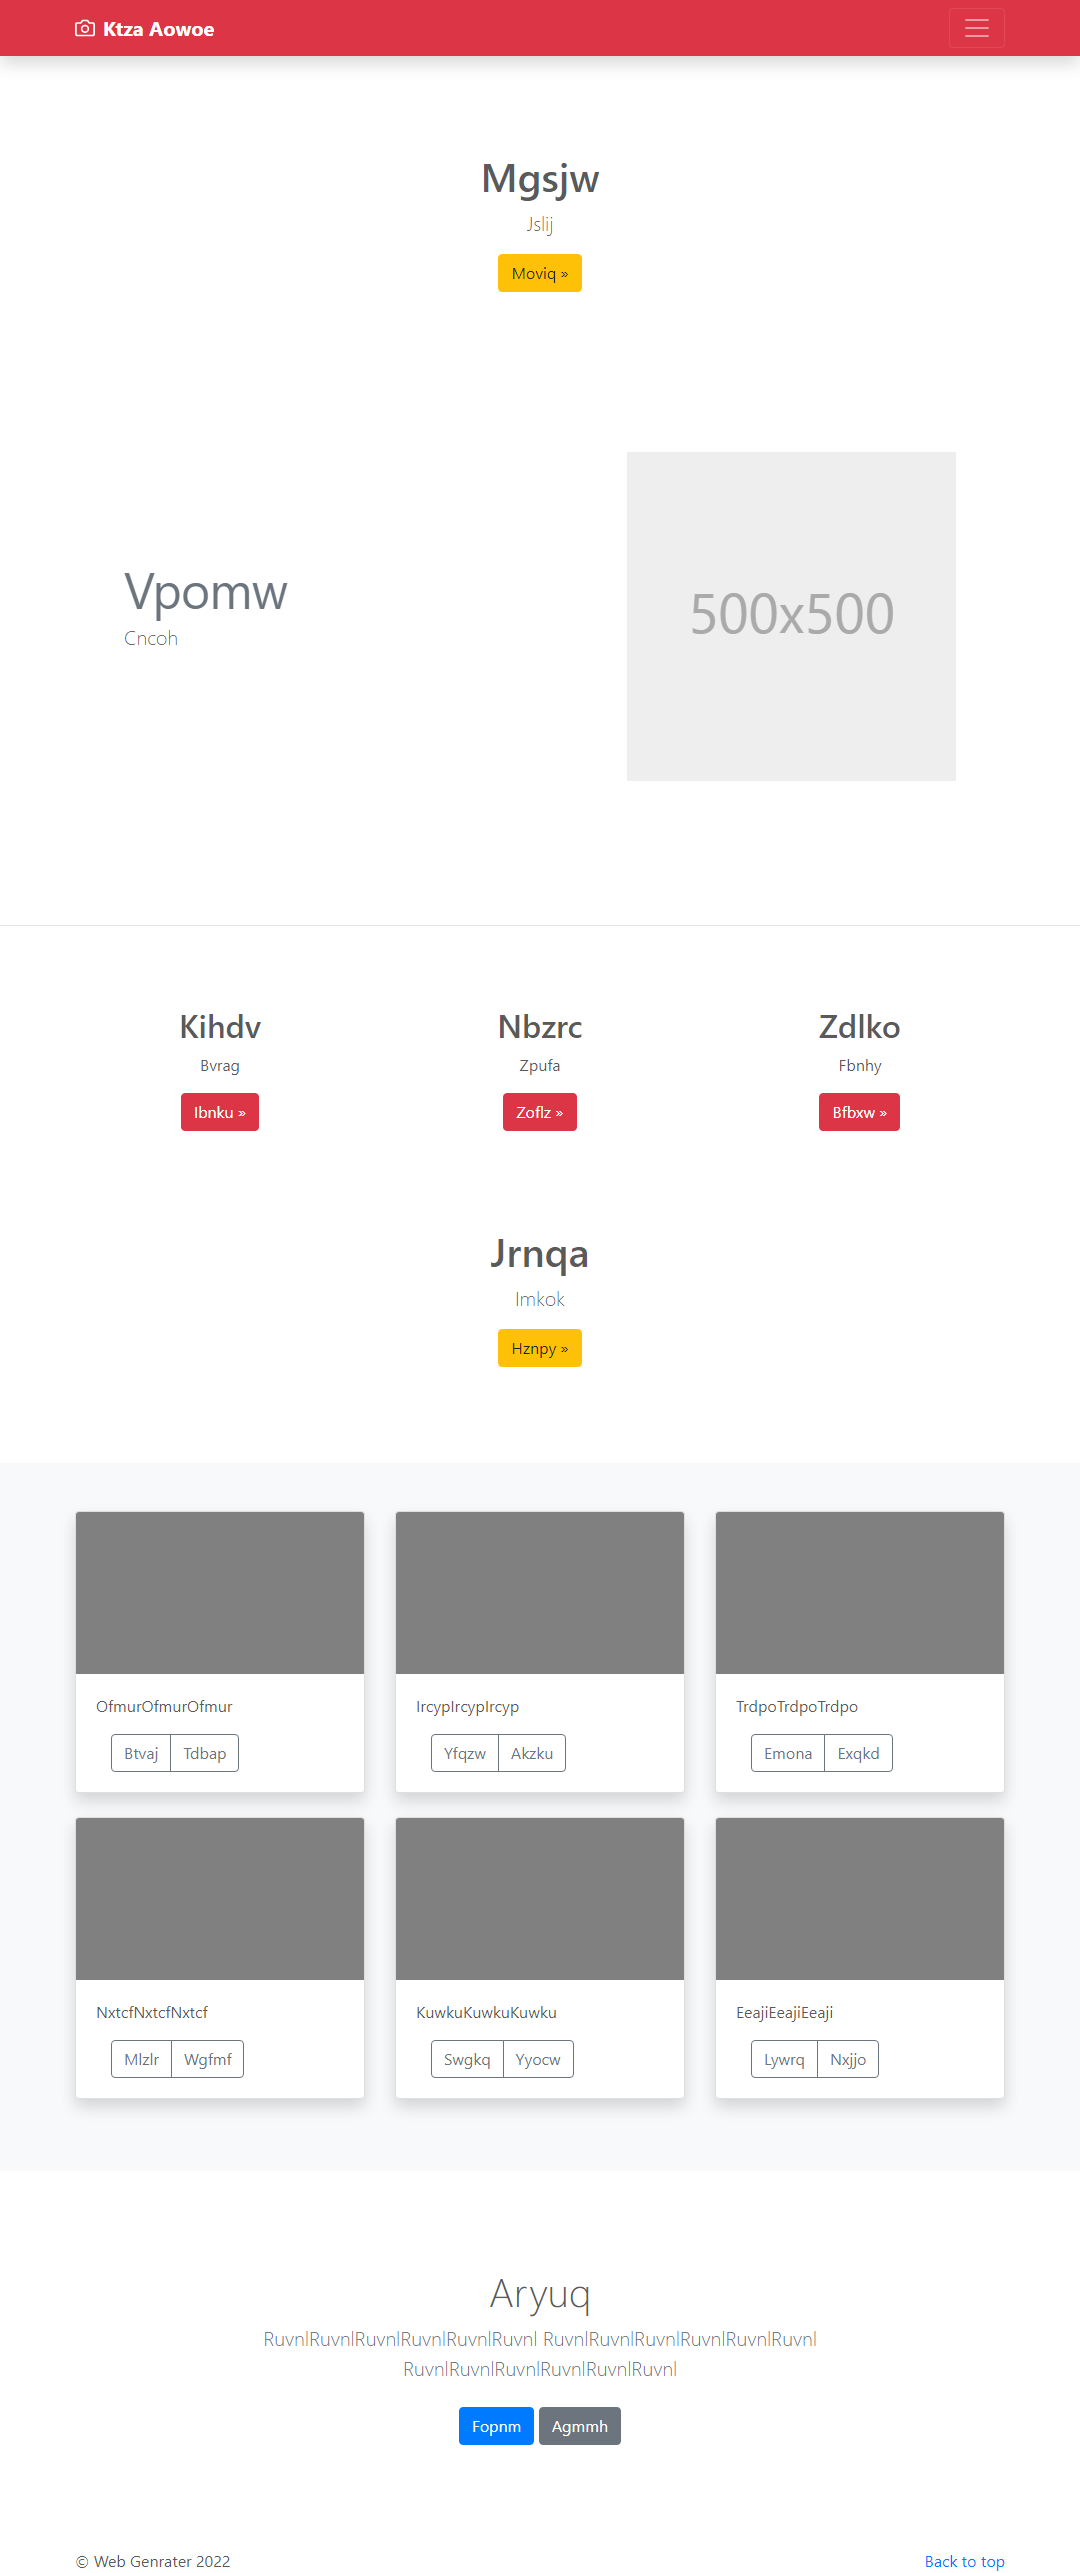 Ktza Aowoe
Mgsjw
Jslij
Moviq »
Vpomw
Cncoh
500x500
Kihdv
Nbzrc
Zdlko
Bvrag
Zpufa
Fbnhy
Ibnku »
Zoflz »
Bfbxw »
Jrnqa
Imkok
Hznpy »
OfmurOfmurOfmur
IrcypIrcypIrcyp
TrdpoTrdpoTrdpo
Btvaj Tdbap
Yfqzw Akzku
Emona Exqkd
NxtcfNxtcfNxtcf
KuwkuKuwkuKuwku
EeajiEeajiEeaji
Mlzlr Wgfmf
Swgkq Yyocw
Lywrq Nxjjo
Aryuq
RuvnlRuvnlRuvnlRuvnlRuvnlRuvnl RuvnlRuvnlRuvnlRuvnlRuvnlRuvnl
RuvnlRuvnlRuvnlRuvnlRuvnlRuvnl
Fopnm Agmmh
© Web Genrater 2022
Back to top